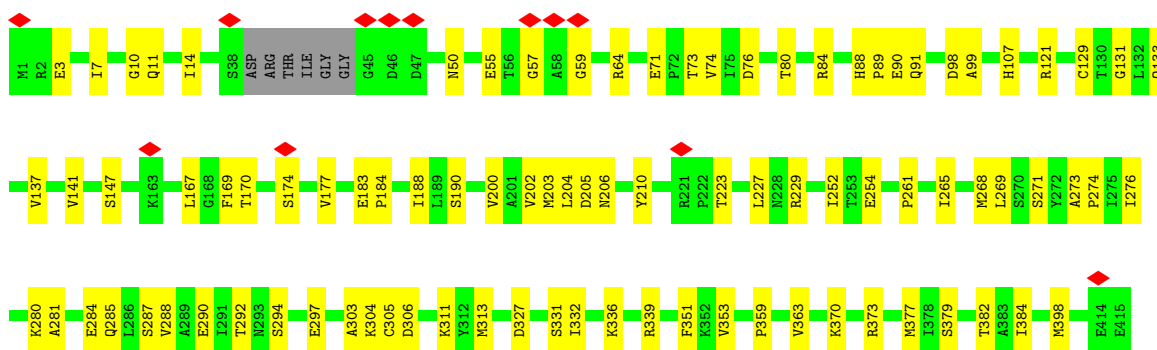 M1 R2 E3 I7 G10 Q11 I14 S38 ASP ARG THR ILE GLY GLY G45 D46 D47 N50 E55 T56 G57 A58 G59 R64 E71 P72 T73 V74 I75 D76 T80 R84 H88 P89 E90 Q91 D98 A99 H107 R121 C129 T130 G131 L132
V137 V141 S147 K163 L167 G168 F169 T170 S174 V177 E183 P184 I188 L189 S190 V200 A201 V202 M203 L204 D205 N206 Y210 R221 P222 T223 L227 N228 R229 I252 T253 E254 P261 I265 M268 L269 S270 S271 Y272 A273 P274 I275 I276
K280 A281 E284 Q285 L286 S287 V288 A289 E290 I291 T292 N293 S294 E297 A303 K304 C305 D306 K311 Y312 M313 D327 S331 I332 K336 R339 F351 K352 V353 P359 V363 K370 R373 M377 I378 S379 T382 A383 I384 M398 E414 E415